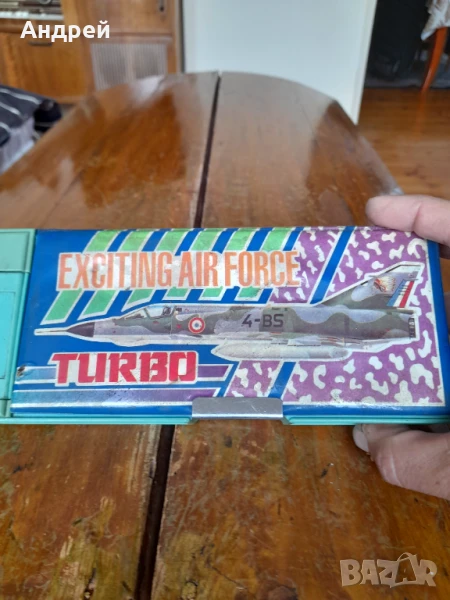 Андрей
EXCITING AIR FORCE
4-BS
TURBO
BAZAR